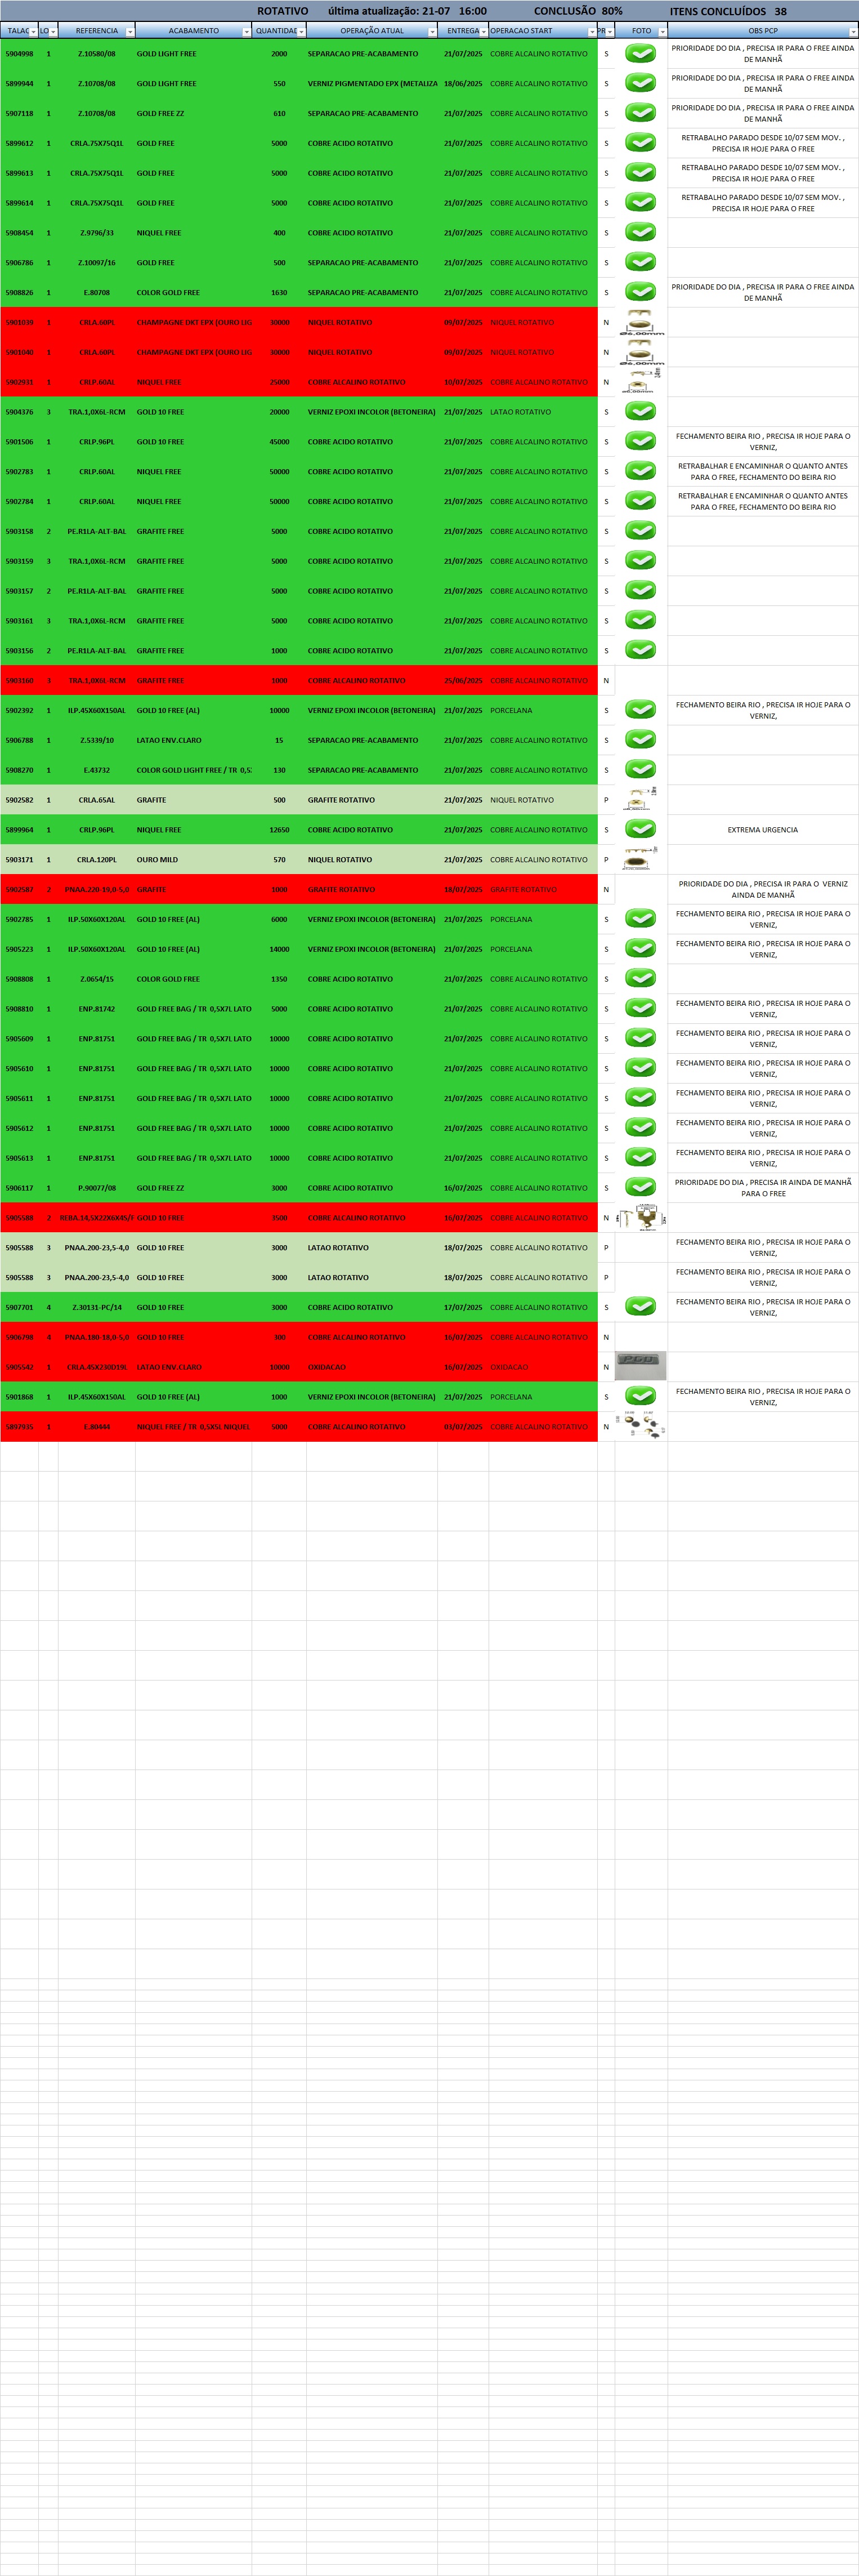 ROTATIVO última atualização: 21-07 16:00 CONCLUSÃO 80% ITENS CONCLUÍDOS 38
TALAC LO REFERENCIA ACABAMENTO QUANTIDAD OPERAÇÃO ATUAL ENTREGA OPERACAO START PR FOTO OBS PCP
5904998 1 Z.10580/08 GOLD LIGHT FREE 2000 SEPARACAO PRE-ACABAMENTO 21/07/2025 COBRE ALCALINO ROTATIVO S PRIORIDADE DO DIA , PRECISA IR PARA O FREE AINDA
DE MANHÃ
5899944 1 Z.10708/08 GOLD LIGHT FREE 550 VERNIZ PIGMENTADO EPX (METALIZA 18/06/2025 COBRE ALCALINO ROTATIVO S PRIORIDADE DO DIA , PRECISA IR PARA O FREE AINDA
DE MANHÃ
5907118 1 Z.10708/08 GOLD FREE ZZ 610 SEPARACAO PRE-ACABAMENTO 21/07/2025 COBRE ALCALINO ROTATIVO S PRIORIDADE DO DIA , PRECISA IR PARA O FREE AINDA
DE MANHÃ
5899612 1 CRLA.75X75Q1L GOLD FREE 5000 COBRE ACIDO ROTATIVO 21/07/2025 COBRE ALCALINO ROTATIVO S RETRABALHO PARADO DESDE 10/07 SEM MOV. ,
PRECISA IR HOJE PARA O FREE
5899613 1 CRLA.75X75Q1L GOLD FREE 5000 COBRE ACIDO ROTATIVO 21/07/2025 COBRE ALCALINO ROTATIVO S RETRABALHO PARADO DESDE 10/07 SEM MOV. ,
PRECISA IR HOJE PARA O FREE
5899614 1 CRLA.75X75Q1L GOLD FREE 5000 COBRE ACIDO ROTATIVO 21/07/2025 COBRE ALCALINO ROTATIVO S RETRABALHO PARADO DESDE 10/07 SEM MOV. ,
PRECISA IR HOJE PARA O FREE
5908454 1 Z.9796/33 NIQUEL FREE 400 COBRE ACIDO ROTATIVO 21/07/2025 COBRE ALCALINO ROTATIVO S
5906786 1 Z.10097/16 GOLD FREE 500 SEPARACAO PRE-ACABAMENTO 21/07/2025 COBRE ALCALINO ROTATIVO S
5908826 1 E.80708 COLOR GOLD FREE 1630 SEPARACAO PRE-ACABAMENTO 21/07/2025 COBRE ALCALINO ROTATIVO S PRIORIDADE DO DIA , PRECISA IR PARA O FREE AINDA
DE MANHÃ
5901039 1 CRLA.60PL CHAMPAGNE DKT EPX (OURO LIG 30000 NIQUEL ROTATIVO 09/07/2025 NIQUEL ROTATIVO N Ø6.00mm
5901040 1 CRLA.60PL CHAMPAGNE DKT EPX (OURO LIG 30000 NIQUEL ROTATIVO 09/07/2025 NIQUEL ROTATIVO N Ø6.00mm
5902931 1 CRLP.60AL NIQUEL FREE 25000 COBRE ALCALINO ROTATIVO 10/07/2025 COBRE ALCALINO ROTATIVO N
5904376 3 TRA.1,0X6L-RCM GOLD 10 FREE 20000 VERNIZ EPOXI INCOLOR (BETONEIRA) 21/07/2025 LATAO ROTATIVO S
5901506 1 CRLP.96PL GOLD 10 FREE 45000 COBRE ACIDO ROTATIVO 21/07/2025 COBRE ALCALINO ROTATIVO S FECHAMENTO BEIRA RIO , PRECISA IR HOJE PARA O
VERNIZ,
5902783 1 CRLP.60AL NIQUEL FREE 50000 COBRE ACIDO ROTATIVO 21/07/2025 COBRE ALCALINO ROTATIVO S RETRABALHAR E ENCAMINHAR O QUANTO ANTES
PARA O FREE, FECHAMENTO DO BEIRA RIO
5902784 1 CRLP.60AL NIQUEL FREE 50000 COBRE ACIDO ROTATIVO 21/07/2025 COBRE ALCALINO ROTATIVO S RETRABALHAR E ENCAMINHAR O QUANTO ANTES
PARA O FREE, FECHAMENTO DO BEIRA RIO
5903158 2 PE.R1LA-ALT-BAL GRAFITE FREE 5000 COBRE ACIDO ROTATIVO 21/07/2025 COBRE ALCALINO ROTATIVO S
5903159 3 TRA.1,0X6L-RCM GRAFITE FREE 5000 COBRE ACIDO ROTATIVO 21/07/2025 COBRE ALCALINO ROTATIVO S
5903157 2 PE.R1LA-ALT-BAL GRAFITE FREE 5000 COBRE ACIDO ROTATIVO 21/07/2025 COBRE ALCALINO ROTATIVO S
5903161 3 TRA.1,0X6L-RCM GRAFITE FREE 5000 COBRE ACIDO ROTATIVO 21/07/2025 COBRE ALCALINO ROTATIVO S
5903156 2 PE.R1LA-ALT-BAL GRAFITE FREE 1000 COBRE ACIDO ROTATIVO 21/07/2025 COBRE ALCALINO ROTATIVO S
5903160 3 TRA.1,0X6L-RCM GRAFITE FREE 1000 COBRE ALCALINO ROTATIVO 25/06/2025 COBRE ALCALINO ROTATIVO N
5902392 1 ILP.45X60X150AL GOLD 10 FREE (AL) 10000 VERNIZ EPOXI INCOLOR (BETONEIRA) 21/07/2025 PORCELANA S FECHAMENTO BEIRA RIO , PRECISA IR HOJE PARA O
VERNIZ,
5906788 1 Z.5339/10 LATAO ENV.CLARO 15 SEPARACAO PRE-ACABAMENTO 21/07/2025 COBRE ALCALINO ROTATIVO S
5908270 1 E.43732 COLOR GOLD LIGHT FREE / TR 0,5 130 SEPARACAO PRE-ACABAMENTO 21/07/2025 COBRE ALCALINO ROTATIVO S
5902582 1 CRLA.65AL GRAFITE 500 GRAFITE ROTATIVO 21/07/2025 NIQUEL ROTATIVO P
5899964 1 CRLP.96PL NIQUEL FREE 12650 COBRE ACIDO ROTATIVO 21/07/2025 COBRE ALCALINO ROTATIVO S EXTREMA URGENCIA
5903171 1 CRLA.120PL OURO MILD 570 NIQUEL ROTATIVO 21/07/2025 COBRE ALCALINO ROTATIVO P
5902587 2 PNAA.220-19,0-5,0 GRAFITE 1000 GRAFITE ROTATIVO 18/07/2025 GRAFITE ROTATIVO N PRIORIDADE DO DIA , PRECISA IR PARA O VERNIZ
AINDA DE MANHÃ
5902785 1 ILP.50X60X120AL GOLD 10 FREE (AL) 6000 VERNIZ EPOXI INCOLOR (BETONEIRA) 21/07/2025 PORCELANA S FECHAMENTO BEIRA RIO , PRECISA IR HOJE PARA O
VERNIZ,
5905223 1 ILP.50X60X120AL GOLD 10 FREE (AL) 14000 VERNIZ EPOXI INCOLOR (BETONEIRA) 21/07/2025 PORCELANA S FECHAMENTO BEIRA RIO , PRECISA IR HOJE PARA O
VERNIZ,
5908808 1 Z.0654/15 COLOR GOLD FREE 1350 COBRE ACIDO ROTATIVO 21/07/2025 COBRE ALCALINO ROTATIVO S
5908810 1 ENP.81742 GOLD FREE BAG / TR 0,5X7L LATO 5000 COBRE ACIDO ROTATIVO 21/07/2025 COBRE ALCALINO ROTATIVO S FECHAMENTO BEIRA RIO , PRECISA IR HOJE PARA O
VERNIZ,
5905609 1 ENP.81751 GOLD FREE BAG / TR 0,5X7L LATO 10000 COBRE ACIDO ROTATIVO 21/07/2025 COBRE ALCALINO ROTATIVO S FECHAMENTO BEIRA RIO , PRECISA IR HOJE PARA O
VERNIZ,
5905610 1 ENP.81751 GOLD FREE BAG / TR 0,5X7L LATO 10000 COBRE ACIDO ROTATIVO 21/07/2025 COBRE ALCALINO ROTATIVO S FECHAMENTO BEIRA RIO , PRECISA IR HOJE PARA O
VERNIZ,
5905611 1 ENP.81751 GOLD FREE BAG / TR 0,5X7L LATO 10000 COBRE ACIDO ROTATIVO 21/07/2025 COBRE ALCALINO ROTATIVO S FECHAMENTO BEIRA RIO , PRECISA IR HOJE PARA O
VERNIZ,
5905612 1 ENP.81751 GOLD FREE BAG / TR 0,5X7L LATO 10000 COBRE ACIDO ROTATIVO 21/07/2025 COBRE ALCALINO ROTATIVO S FECHAMENTO BEIRA RIO , PRECISA IR HOJE PARA O
VERNIZ,
5905613 1 ENP.81751 GOLD FREE BAG / TR 0,5X7L LATO 10000 COBRE ACIDO ROTATIVO 21/07/2025 COBRE ALCALINO ROTATIVO S FECHAMENTO BEIRA RIO , PRECISA IR HOJE PARA O
VERNIZ,
5906117 1 P.90077/08 GOLD FREE ZZ 3000 COBRE ACIDO ROTATIVO 16/07/2025 COBRE ALCALINO ROTATIVO S PRIORIDADE DO DIA , PRECISA IR AINDA DE MANHÃ
PARA O FREE
5905588 2 REBA.14,5X22X6X45/F GOLD 10 FREE 3500 COBRE ALCALINO ROTATIVO 16/07/2025 COBRE ALCALINO ROTATIVO N
5905588 3 PNAA.200-23,5-4,0 GOLD 10 FREE 3000 LATAO ROTATIVO 18/07/2025 COBRE ALCALINO ROTATIVO P FECHAMENTO BEIRA RIO , PRECISA IR HOJE PARA O
VERNIZ,
5905588 3 PNAA.200-23,5-4,0 GOLD 10 FREE 3000 LATAO ROTATIVO 18/07/2025 COBRE ALCALINO ROTATIVO P FECHAMENTO BEIRA RIO , PRECISA IR HOJE PARA O
VERNIZ,
5907701 4 Z.30131-PC/14 GOLD 10 FREE 3000 COBRE ACIDO ROTATIVO 17/07/2025 COBRE ALCALINO ROTATIVO S FECHAMENTO BEIRA RIO , PRECISA IR HOJE PARA O
VERNIZ,
5906798 4 PNAA.180-18,0-5,0 GOLD 10 FREE 300 COBRE ALCALINO ROTATIVO 16/07/2025 COBRE ALCALINO ROTATIVO N
5905542 1 CRLA.45X230D19L LATAO ENV.CLARO 10000 OXIDACAO 16/07/2025 OXIDACAO N
5901868 1 ILP.45X60X150AL GOLD 10 FREE (AL) 1000 VERNIZ EPOXI INCOLOR (BETONEIRA) 21/07/2025 PORCELANA S FECHAMENTO BEIRA RIO , PRECISA IR HOJE PARA O
VERNIZ,
5897935 1 E.80444 NIQUEL FREE / TR 0,5X5L NIQUEL 5000 COBRE ALCALINO ROTATIVO 01/07/2025 COBRE ALCALINO ROTATIVO N